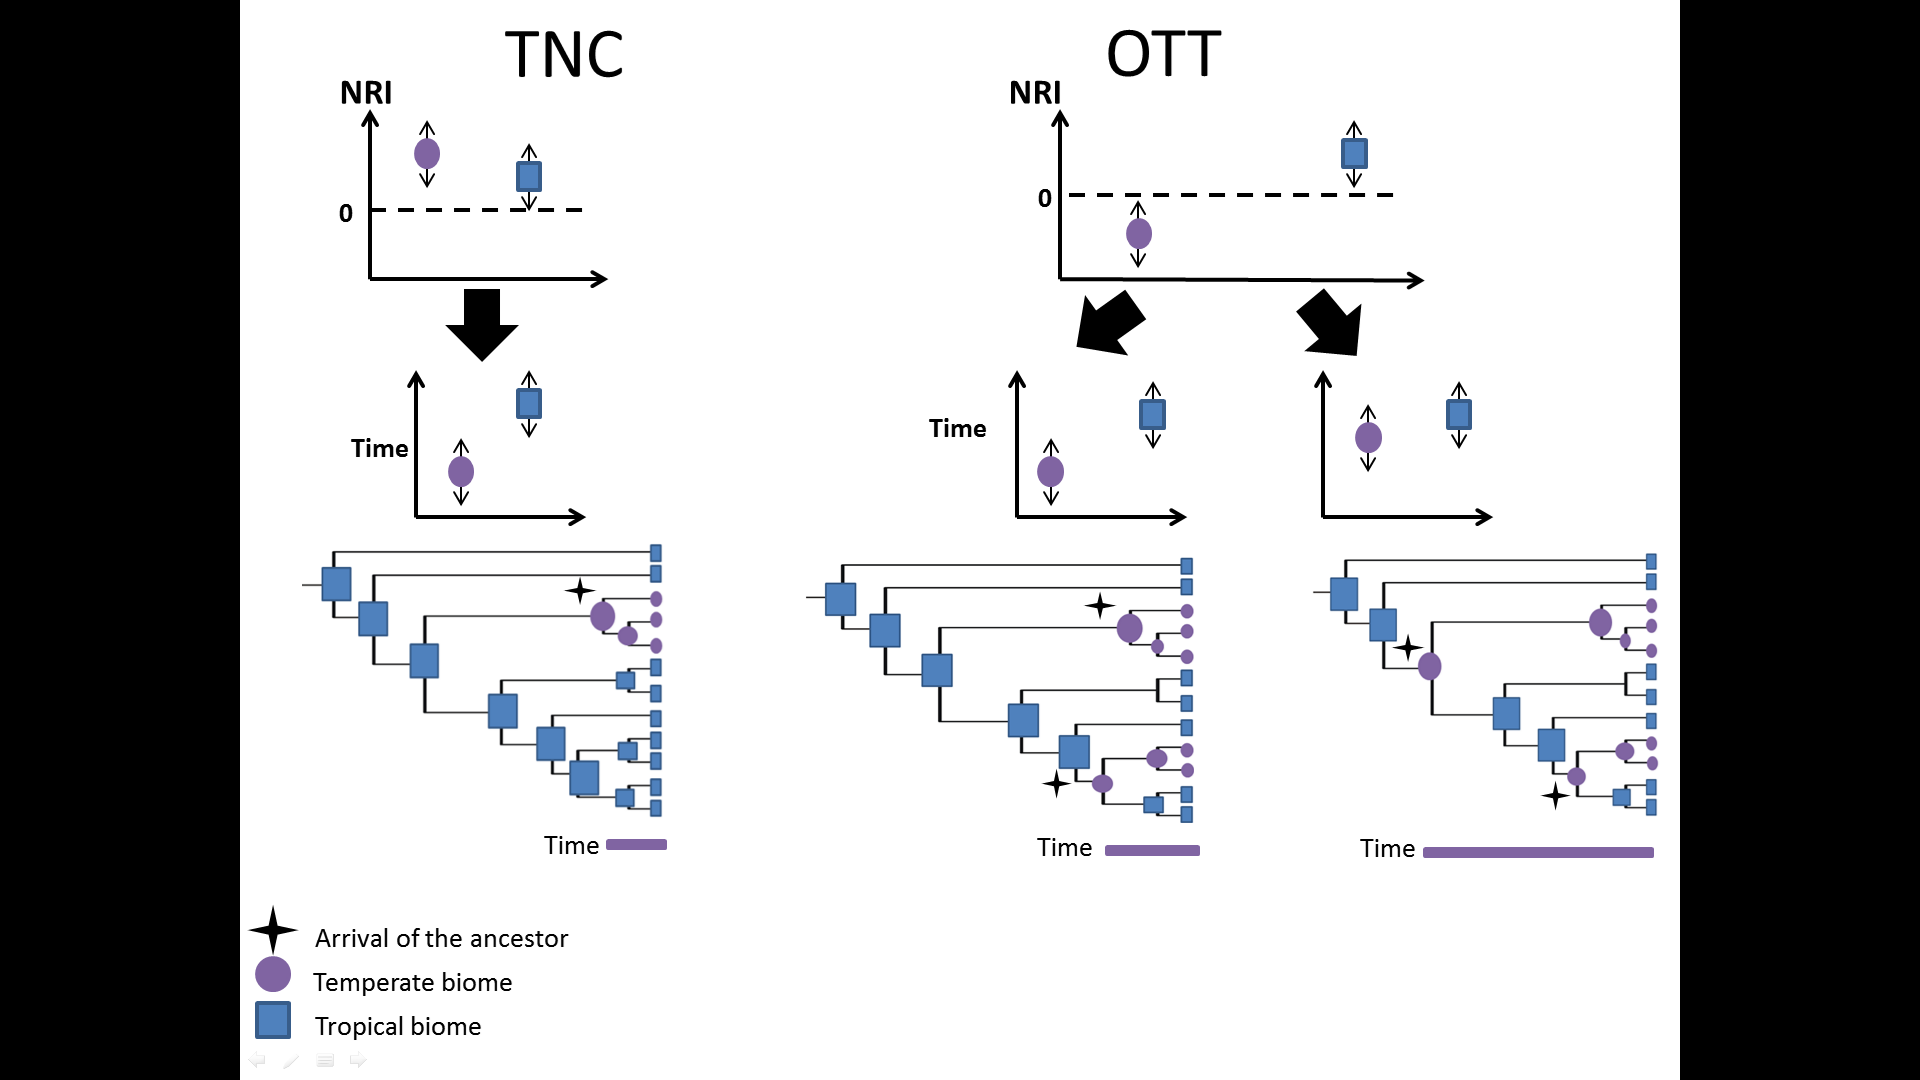 TNC
OTT
NRI
NRI
0
0
Time
Time
Time
Time
Time
Arrival of the ancestor
Temperate biome
Tropical biome